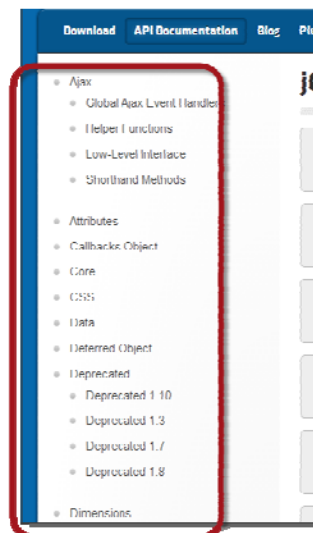 Download API Documentation Blog
Ajax
Global Ajax Event Handler
Helper Functions
Low-Level Interface
Shorthand Methods
Attributes
Callbacks Object
Core
CSS
Data
Deferred Object
Deprecated
Deprecated 1.10
Deprecated 1.3
Deprecated 1.7
Deprecated 1.8
Dimensions